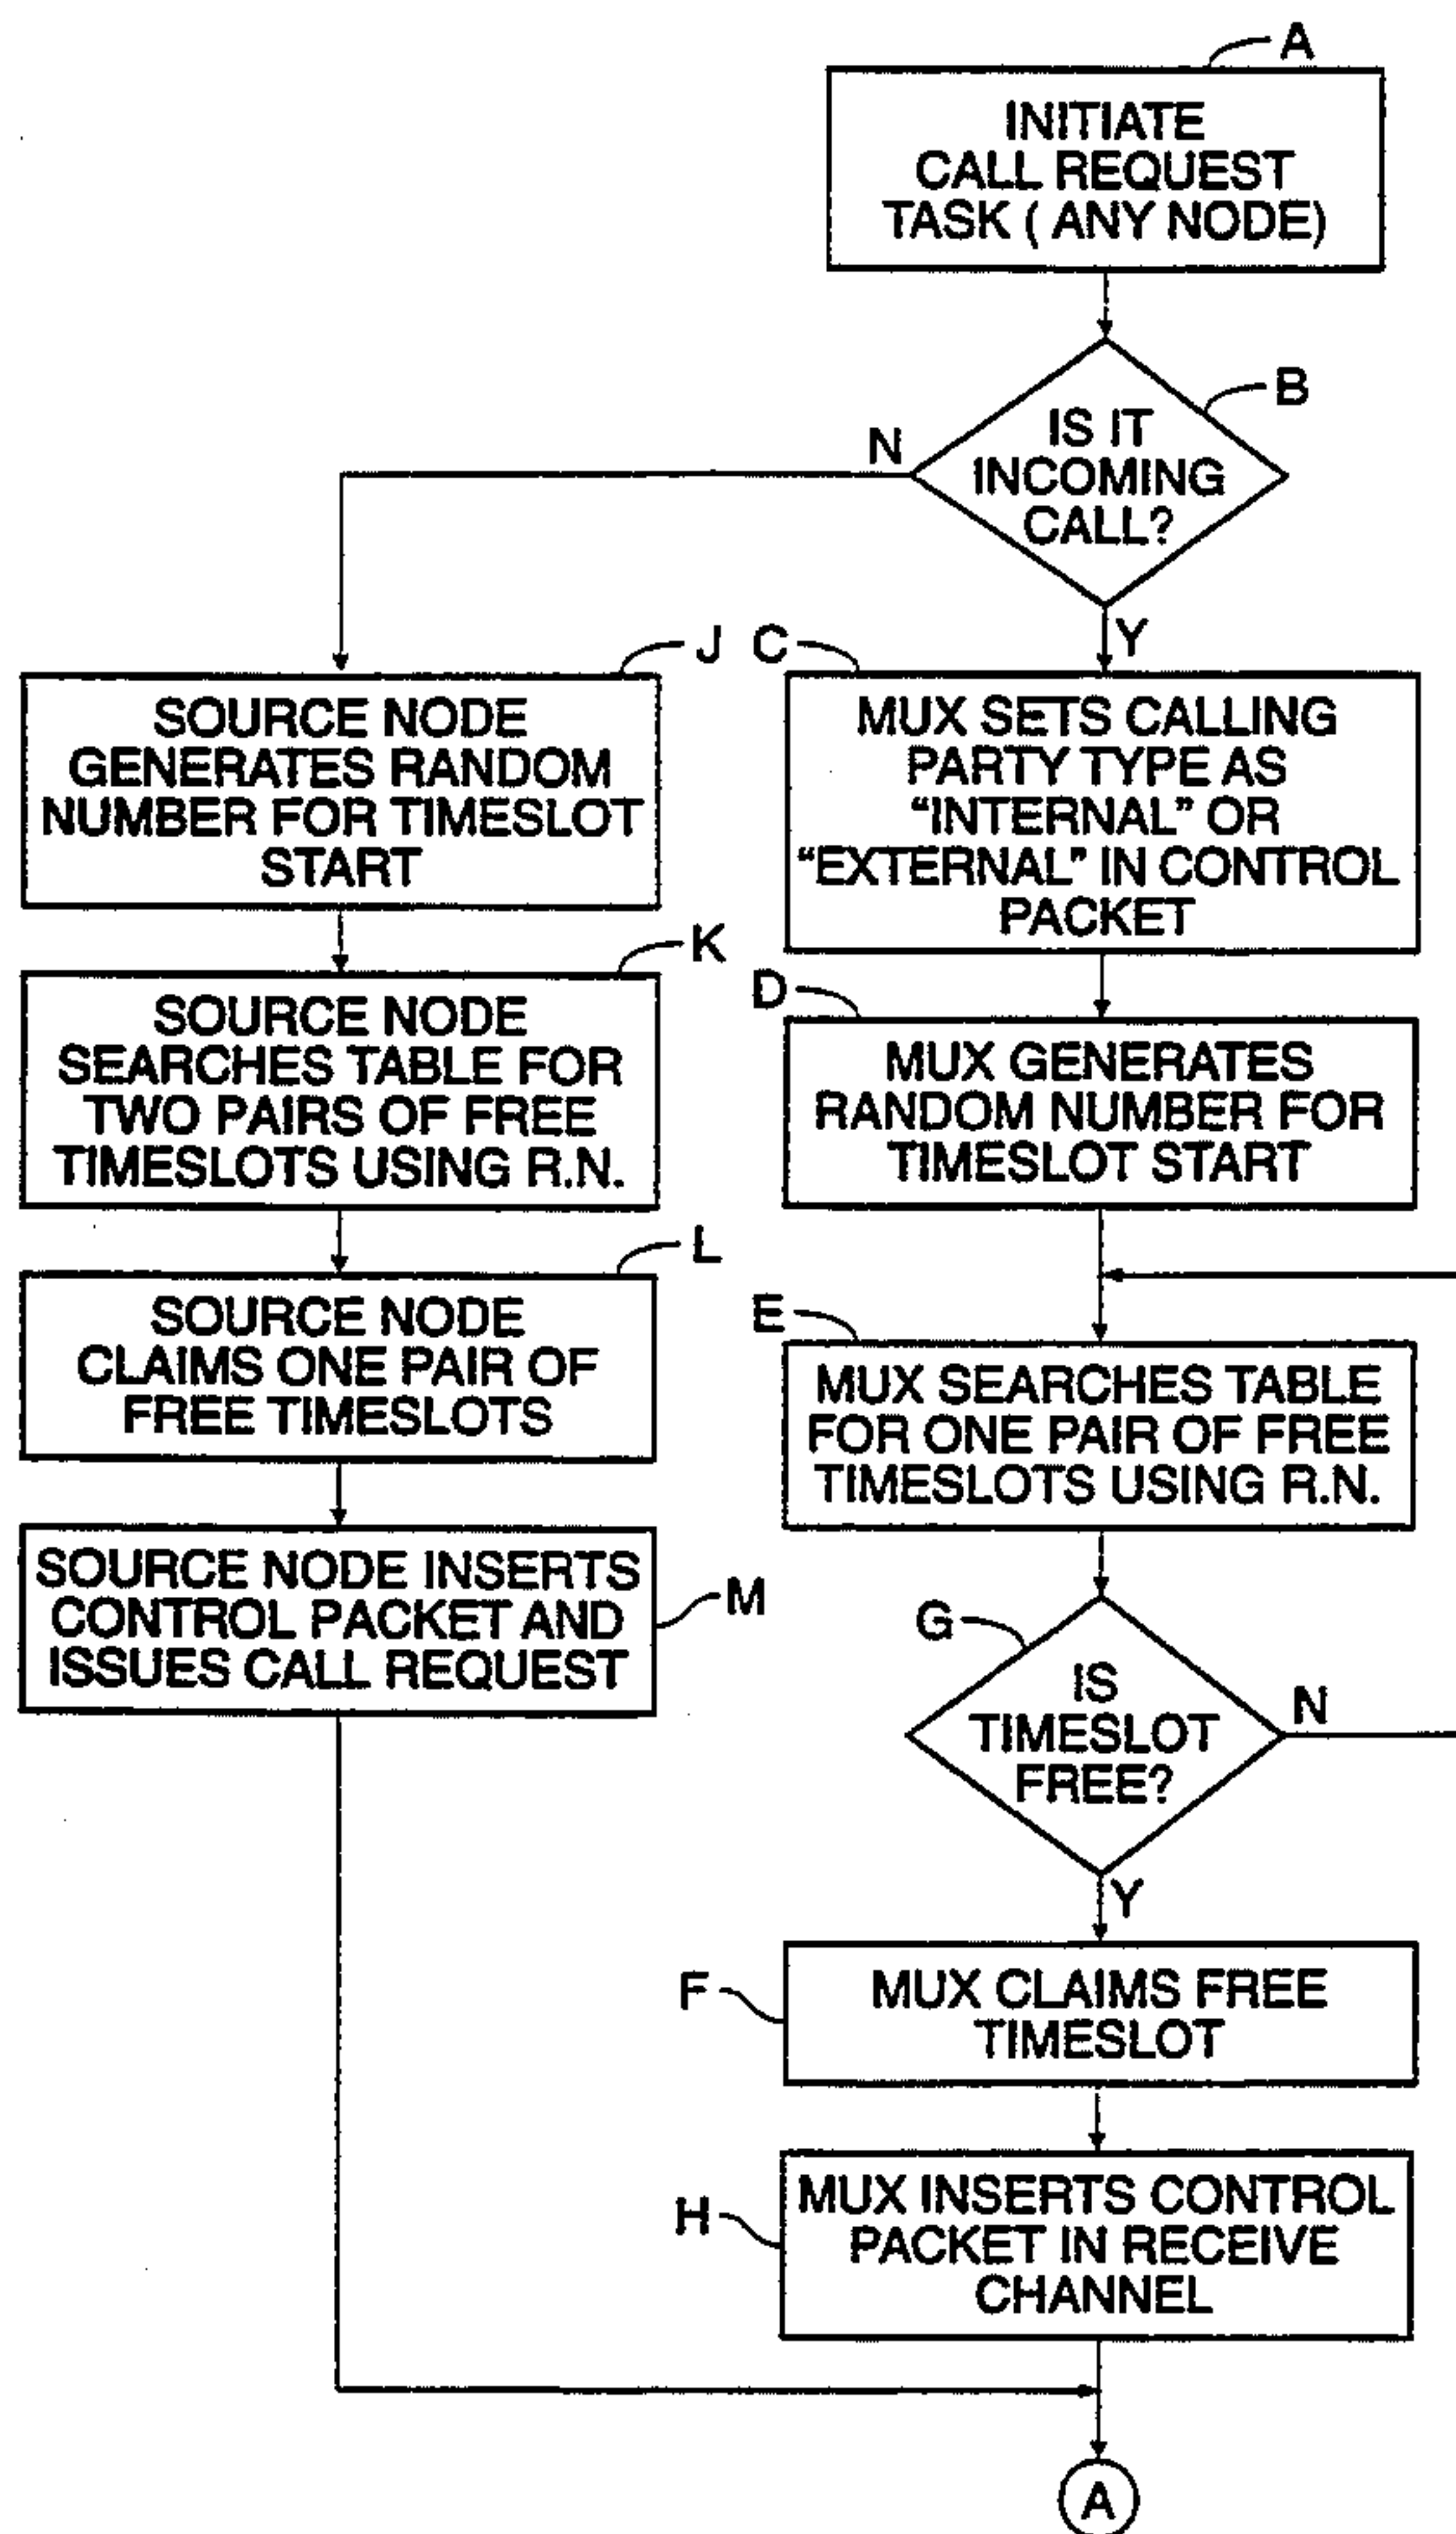 A
INITIATE
CALL REQUEST
TASK ( ANY NODE)
B
IS IT
INCOMING
CALL?
N
Y
J
SOURCE NODE
GENERATES RANDOM
NUMBER FOR TIMESLOT
START
K
SOURCE NODE
SEARCHES TABLE FOR
TWO PAIRS OF FREE
TIMESLOTS USING R.N.
L
SOURCE NODE
CLAIMS ONE PAIR OF
FREE TIMESLOTS
SOURCE NODE INSERTS
CONTROL PACKET AND
ISSUES CALL REQUEST
M
C
MUX SETS CALLING
PARTY TYPE AS
“INTERNAL” OR
“EXTERNAL” IN CONTROL
PACKET
D
MUX GENERATES
RANDOM NUMBER FOR
TIMESLOT START
E
MUX SEARCHES TABLE
FOR ONE PAIR OF FREE
TIMESLOTS USING R.N.
G
IS
TIMESLOT
FREE?
N
Y
F
MUX CLAIMS FREE
TIMESLOT
H
MUX INSERTS CONTROL
PACKET IN RECEIVE
CHANNEL
A